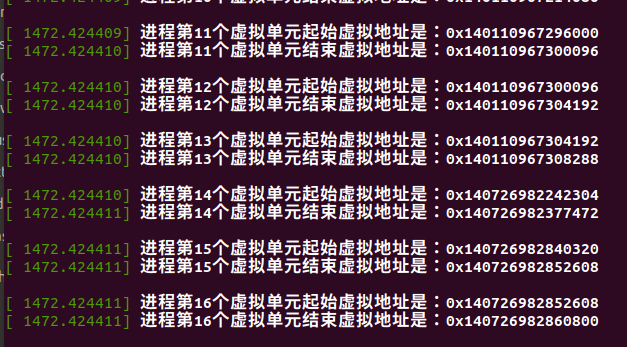 [ 1472.424409] 进程第11个虚拟单元起始虚拟地址是：0x140110967296000
[ 1472.424410] 进程第11个虚拟单元结束虚拟地址是：0x140110967300096
[ 1472.424410] 进程第12个虚拟单元起始虚拟地址是：0x140110967300096
[ 1472.424410] 进程第12个虚拟单元结束虚拟地址是：0x140110967304192
[ 1472.424410] 进程第13个虚拟单元起始虚拟地址是：0x140110967304192
[ 1472.424410] 进程第13个虚拟单元结束虚拟地址是：0x140110967308288
[ 1472.424410] 进程第14个虚拟单元起始虚拟地址是：0x140726982242304
[ 1472.424411] 进程第14个虚拟单元结束虚拟地址是：0x140726982377472
[ 1472.424411] 进程第15个虚拟单元起始虚拟地址是：0x140726982840320
[ 1472.424411] 进程第15个虚拟单元结束虚拟地址是：0x140726982852608
[ 1472.424411] 进程第16个虚拟单元起始虚拟地址是：0x140726982852608
[ 1472.424411] 进程第16个虚拟单元结束虚拟地址是：0x140726982860800